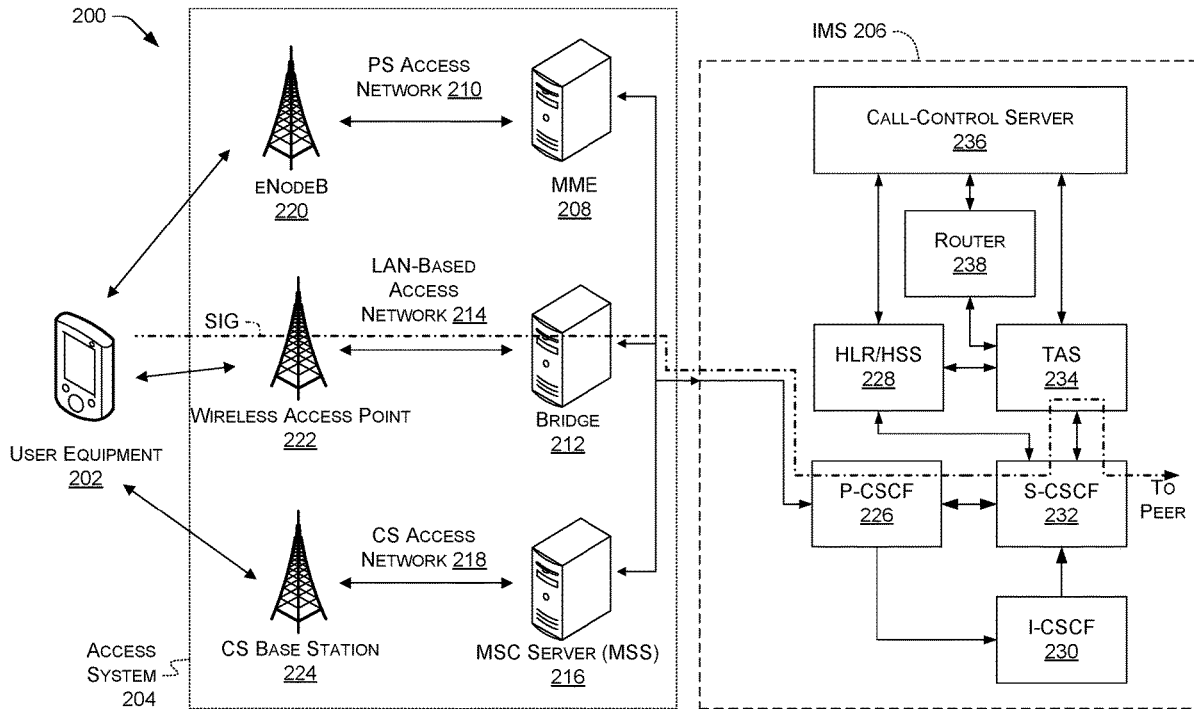 200
IMS 206
PS ACCESS
NETWORK 210
CALL-CONTROL SERVER
236
ENODEB
220
MME
208
ROUTER
238
LAN-BASED
ACCESS
NETWORK 214
SIG
HLR/HSS
228
TAS
234
WIRELESS ACCESS POINT
222
BRIDGE
212
USER EQUIPMENT
202
P-CSCF
226
S-CSCF
232
TO
PEER
CS ACCESS
NETWORK 218
I-CSCF
230
CS BASE STATION
224
MSC SERVER (MSS)
216
ACCESS
SYSTEM
204